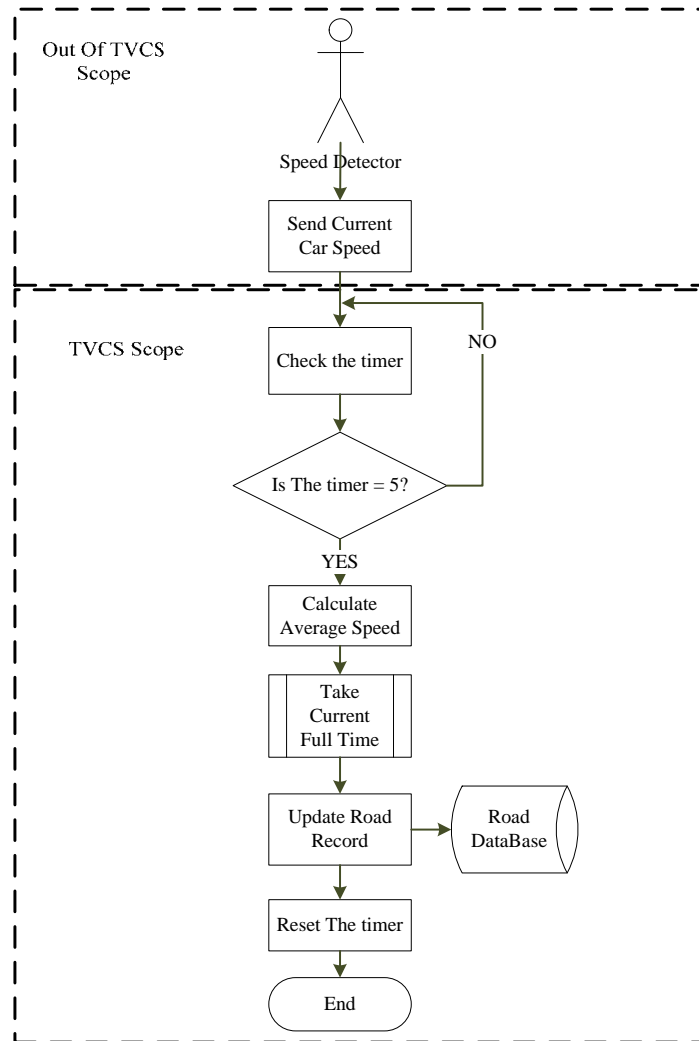 Out Of TVCS
Scope
Speed Detector
Send Current
Car Speed
TVCS Scope
NO
Check the timer
Is The timer = 5?
YES
Calculate
Average Speed
Take
Current
Full Time
Update Road
Record
Road
DataBase
Reset The timer
End